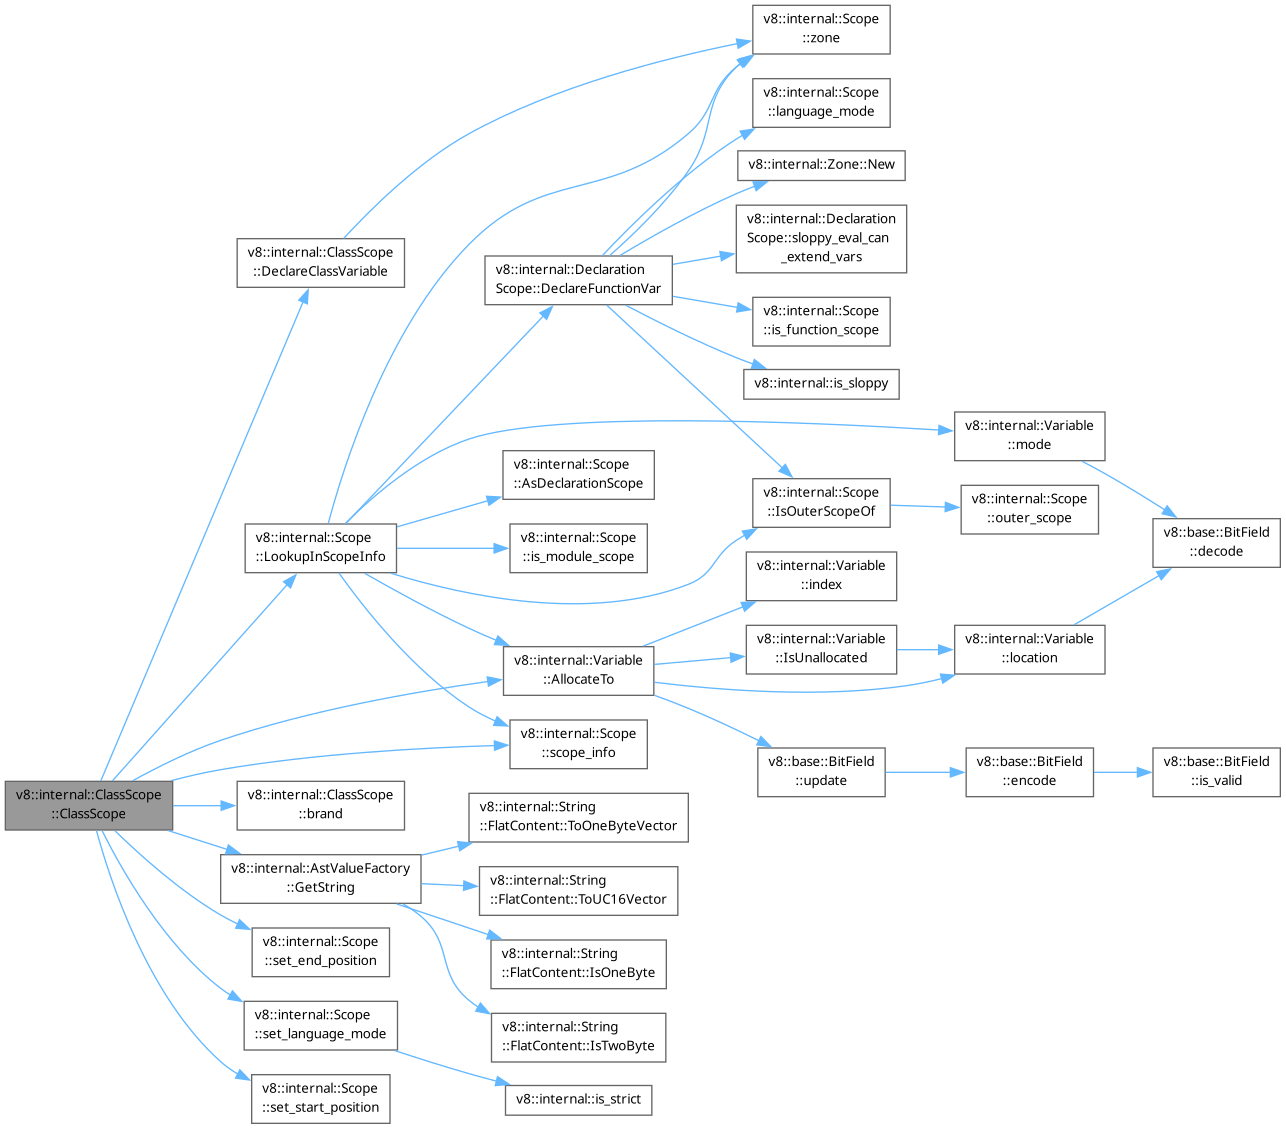 v8::internal::Scope
::zone
v8::internal::Scope
::language_mode
v8::internal::Zone::New
v8::internal::Declaration
Scope::sloppy_eval_can
_extend_vars
v8::internal::ClassScope
::DeclareClassVariable
v8::internal::Declaration
Scope::DeclareFunctionVar
v8::internal::Scope
::is_function_scope
v8::internal::is_sloppy
v8::internal::Variable
::mode
v8::internal::Scope
::AsDeclarationScope
v8::internal::Scope
::IsOuterScopeOf
v8::internal::Scope
::outer_scope
v8::base::BitField
::decode
v8::internal::Scope
::LookupInScopeInfo
v8::internal::Scope
::is_module_scope
v8::internal::Variable
::index
v8::internal::Variable
::IsUnallocated
v8::internal::Variable
::location
v8::internal::Variable
::AllocateTo
v8::internal::Scope
::scope_info
v8::base::BitField
::update
v8::base::BitField
::encode
v8::base::BitField
::is_valid
v8::internal::ClassScope
::ClassScope
v8::internal::ClassScope
::brand
v8::internal::String
::FlatContent::ToOneByteVector
v8::internal::AstValueFactory
::GetString
v8::internal::String
::FlatContent::ToUC16Vector
v8::internal::Scope
::set_end_position
v8::internal::String
::FlatContent::IsOneByte
v8::internal::Scope
::set_language_mode
v8::internal::String
::FlatContent::IsTwoByte
v8::internal::Scope
::set_start_position
v8::internal::is_strict